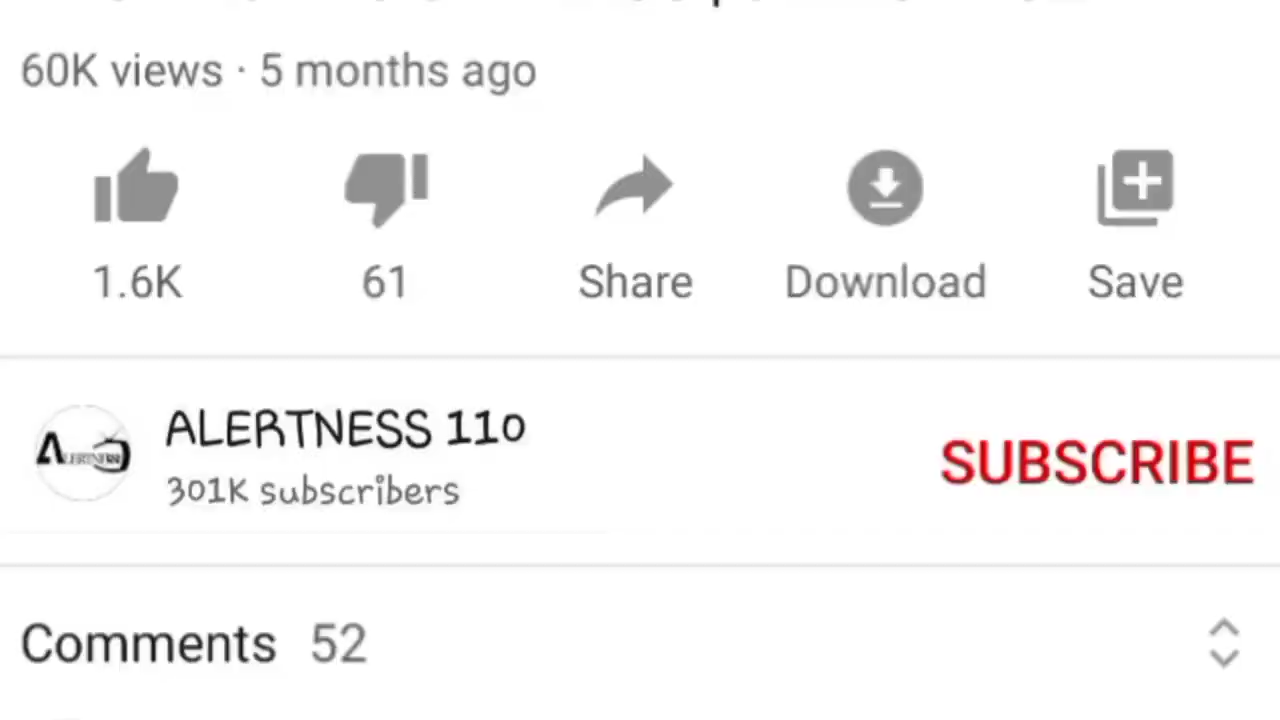 60K views · 5 months ago
1.6K 61 Share Download Save
ALERTNESS 110
301K subscribers
SUBSCRIBE
Comments 52